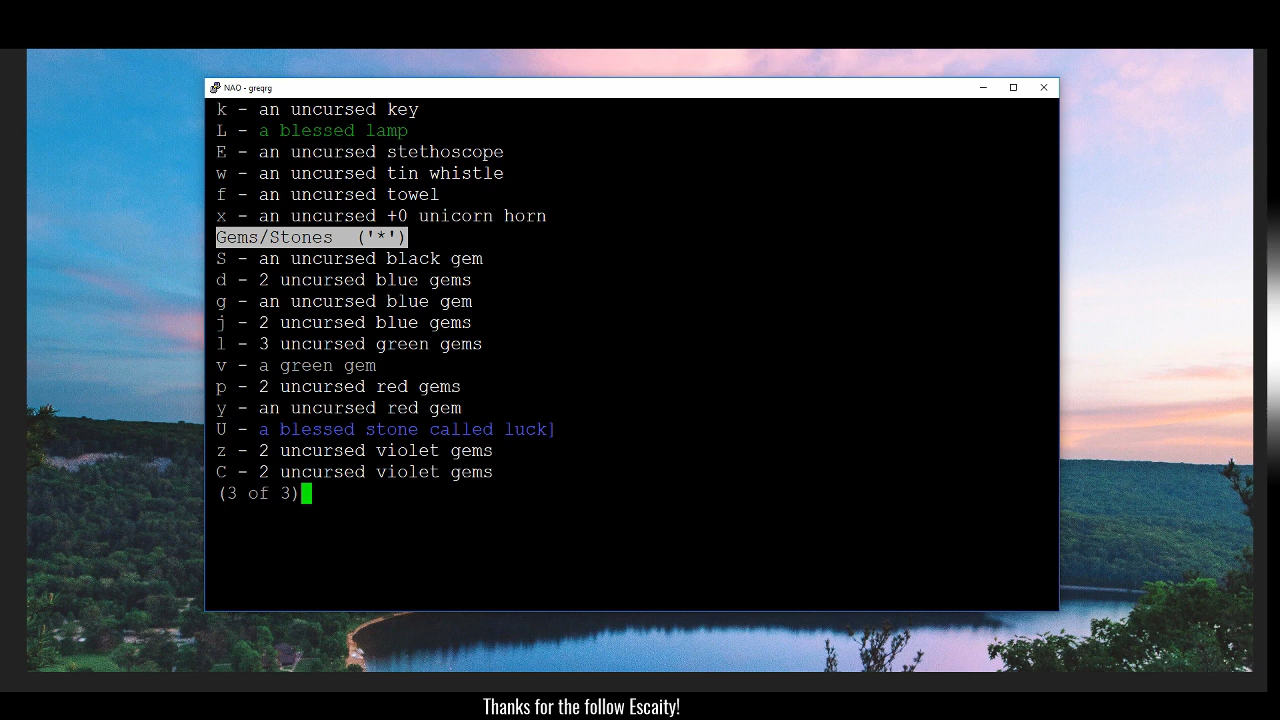 NAO - greqrg
k - an uncursed key
L - a blessed lamp
E - an uncursed stethoscope
w - an uncursed tin whistle
f - an uncursed towel
x - an uncursed +0 unicorn horn
Gems/Stones  ('*')
S - an uncursed black gem
d - 2 uncursed blue gems
g - an uncursed blue gem
j - 2 uncursed blue gems
l - 3 uncursed green gems
v - a green gem
p - 2 uncursed red gems
y - an uncursed red gem
U - a blessed stone called luck]
z - 2 uncursed violet gems
C - 2 uncursed violet gems
(3 of 3)
Thanks for the follow Escaity!